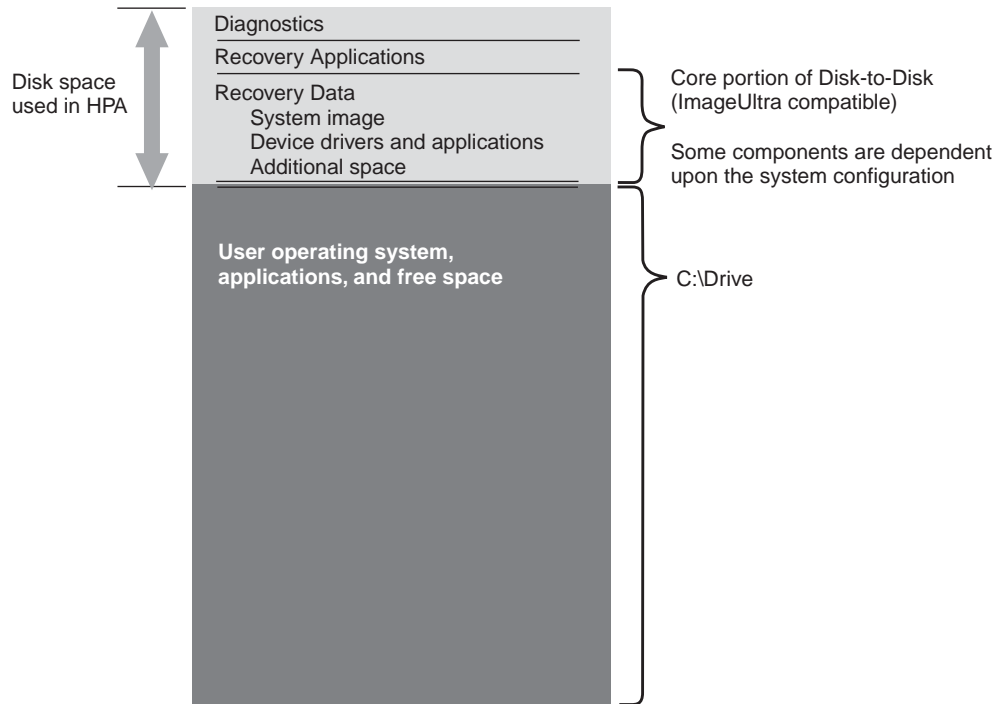 Diagnostics
Recovery Applications
Disk space
used in HPA
Recovery Data
System image
Device drivers and applications
Additional space
Core portion of Disk-to-Disk
(ImageUltra compatible)
Some components are dependent
upon the system configuration
User operating system,
applications, and free space
C:\Drive